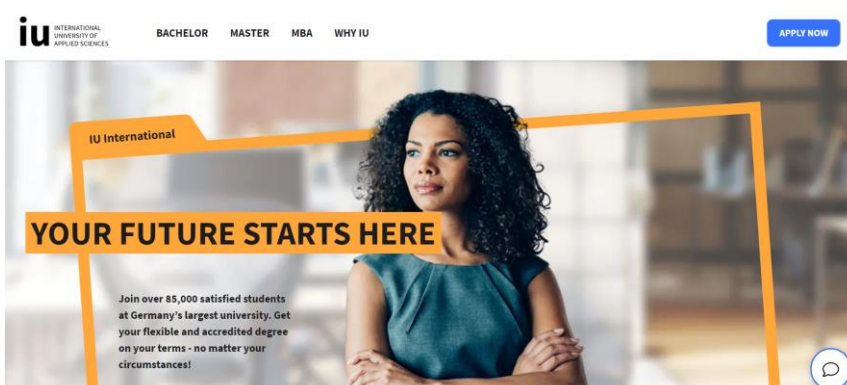 iu
INTERNATIONAL
UNIVERSITY OF
APPLIED SCIENCES
BACHELOR MASTER MBA WHY IU
APPLY NOW
IU International
YOUR FUTURE STARTS HERE
Join over 85,000 satisfied students
at Germany's largest university. Get
your flexible and accredited degree
on your terms - no matter your
circumstances!